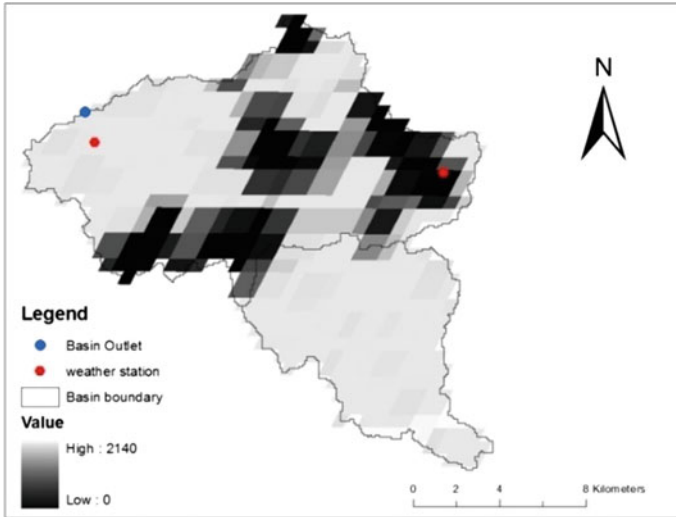 N
Legend
Basin Outlet
weather station
Basin boundary
Value
High : 2140
Low : 0
0 2 4 8 Kilometers